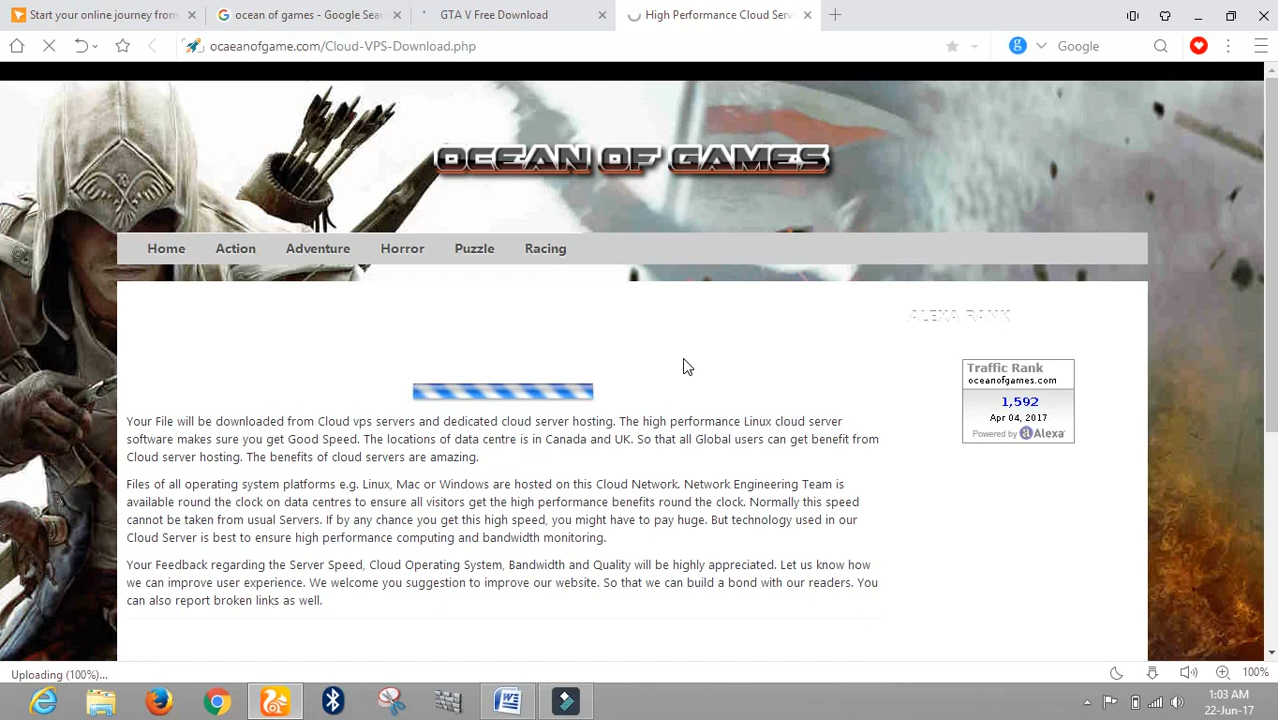 Start your online journey from
ocean of games - Google Sear
GTA V Free Download
High Performance Cloud Serv
ocaeanofgame.com/Cloud-VPS-Download.php
Google
OCEAN OF GAMES
Home Action Adventure Horror Puzzle Racing
ALEXA RANK
Traffic Rank
oceanofgames.com
1,592
Apr 04, 2017
Powered by Alexa
Your File will be downloaded from Cloud vps servers and dedicated cloud server hosting. The high performance Linux cloud server
software makes sure you get Good Speed. The locations of data centre is in Canada and UK. So that all Global users can get benefit from
Cloud server hosting. The benefits of cloud servers are amazing.
Files of all operating system platforms e.g. Linux, Mac or Windows are hosted on this Cloud Network. Network Engineering Team is
available round the clock on data centres to ensure all visitors get the high performance benefits round the clock. Normally this speed
cannot be taken from usual Servers. If by any chance you get this high speed, you might have to pay huge. But technology used in our
Cloud Server is best to ensure high performance computing and bandwidth monitoring.
Your Feedback regarding the Server Speed, Cloud Operating System, Bandwidth and Quality will be highly appreciated. Let us know how
we can improve user experience. We welcome you suggestion to improve our website. So that we can build a bond with our readers. You
can also report broken links as well.
Uploading (100%)...
100%
1:03 AM
22-Jun-17